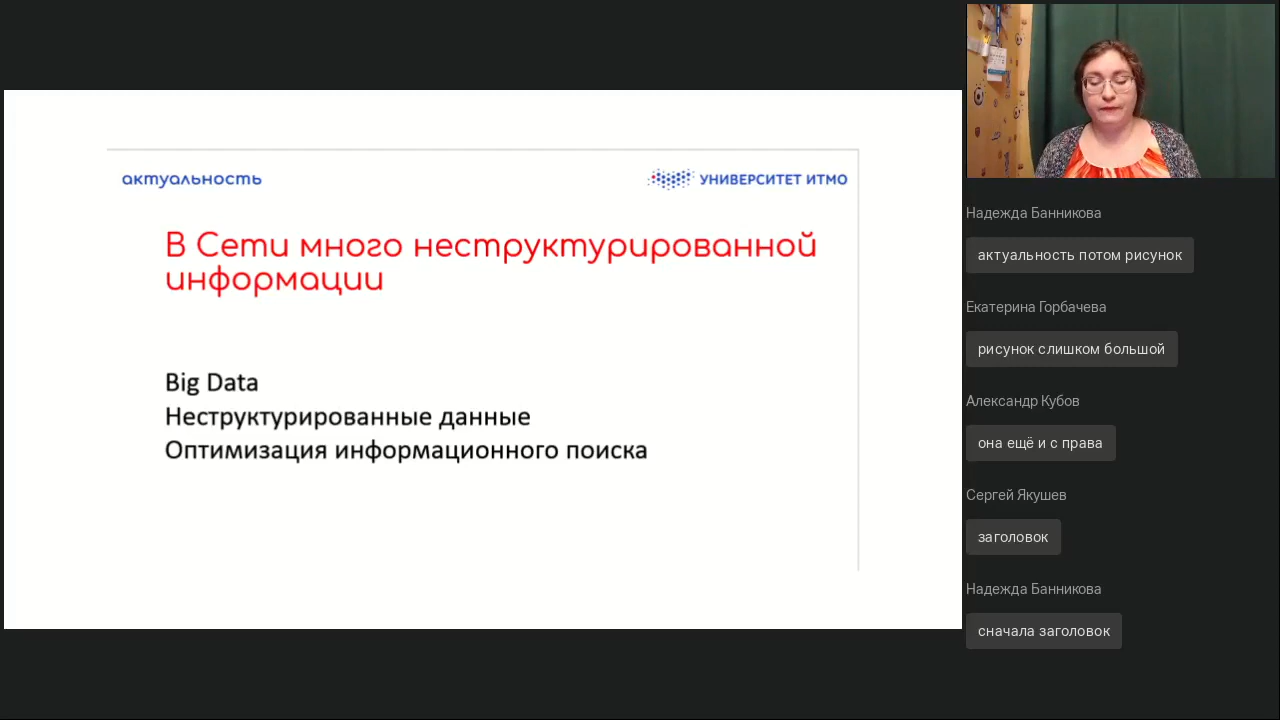 актуальность
УНИВЕРСИТЕТ ИТМО
В Сети много неструктурированной
информации
Big Data
Неструктурированные данные
Оптимизация информационного поиска
Надежда Банникова
актуальность потом рисунок
Екатерина Горбачева
рисунок слишком большой
Александр Кубов
она ещё и с права
Сергей Якушев
заголовок
Надежда Банникова
сначала заголовок